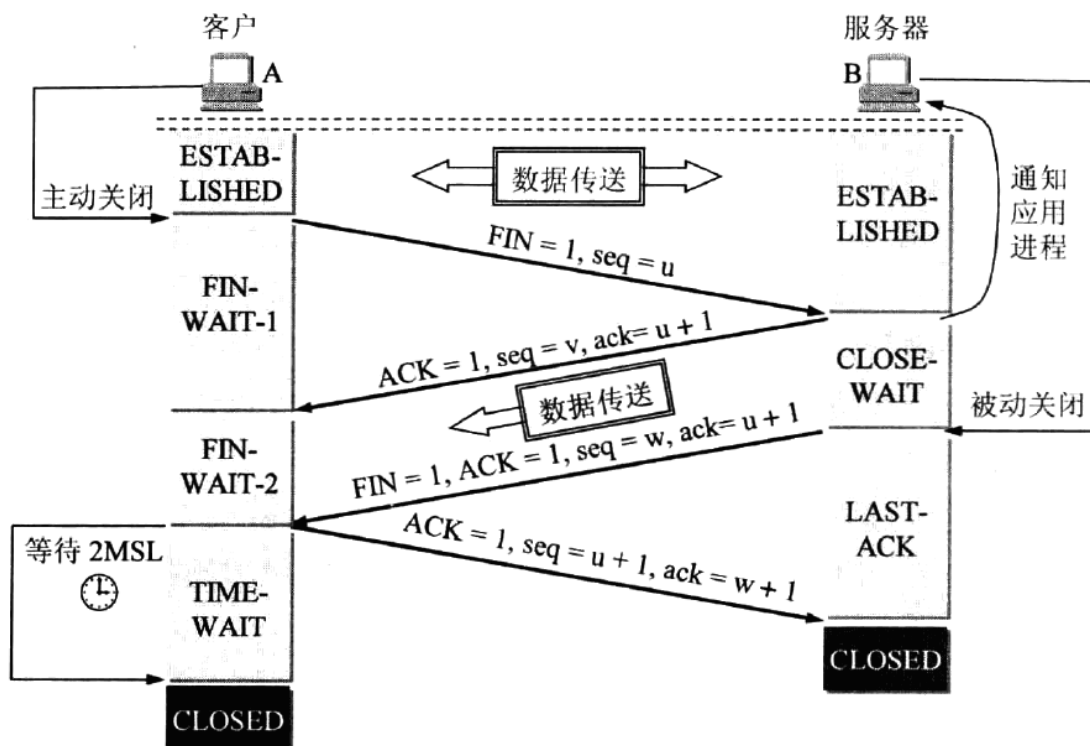 客户
服务器
A
B
ESTAB-
LISHED
数据传送
ESTAB-
LISHED
通知
应用
进程
主动关闭
FIN = 1, seq = u
FIN-
WAIT-1
ACK = 1, seq = v, ack= u + 1
CLOSE-
WAIT
数据传送
被动关闭
FIN-
WAIT-2
FIN = 1, ACK = 1, seq = w, ack= u + 1
LAST-
ACK
等待 2MSL
ACK = 1, seq = u + 1, ack = w + 1
TIME-
WAIT
CLOSED
CLOSED